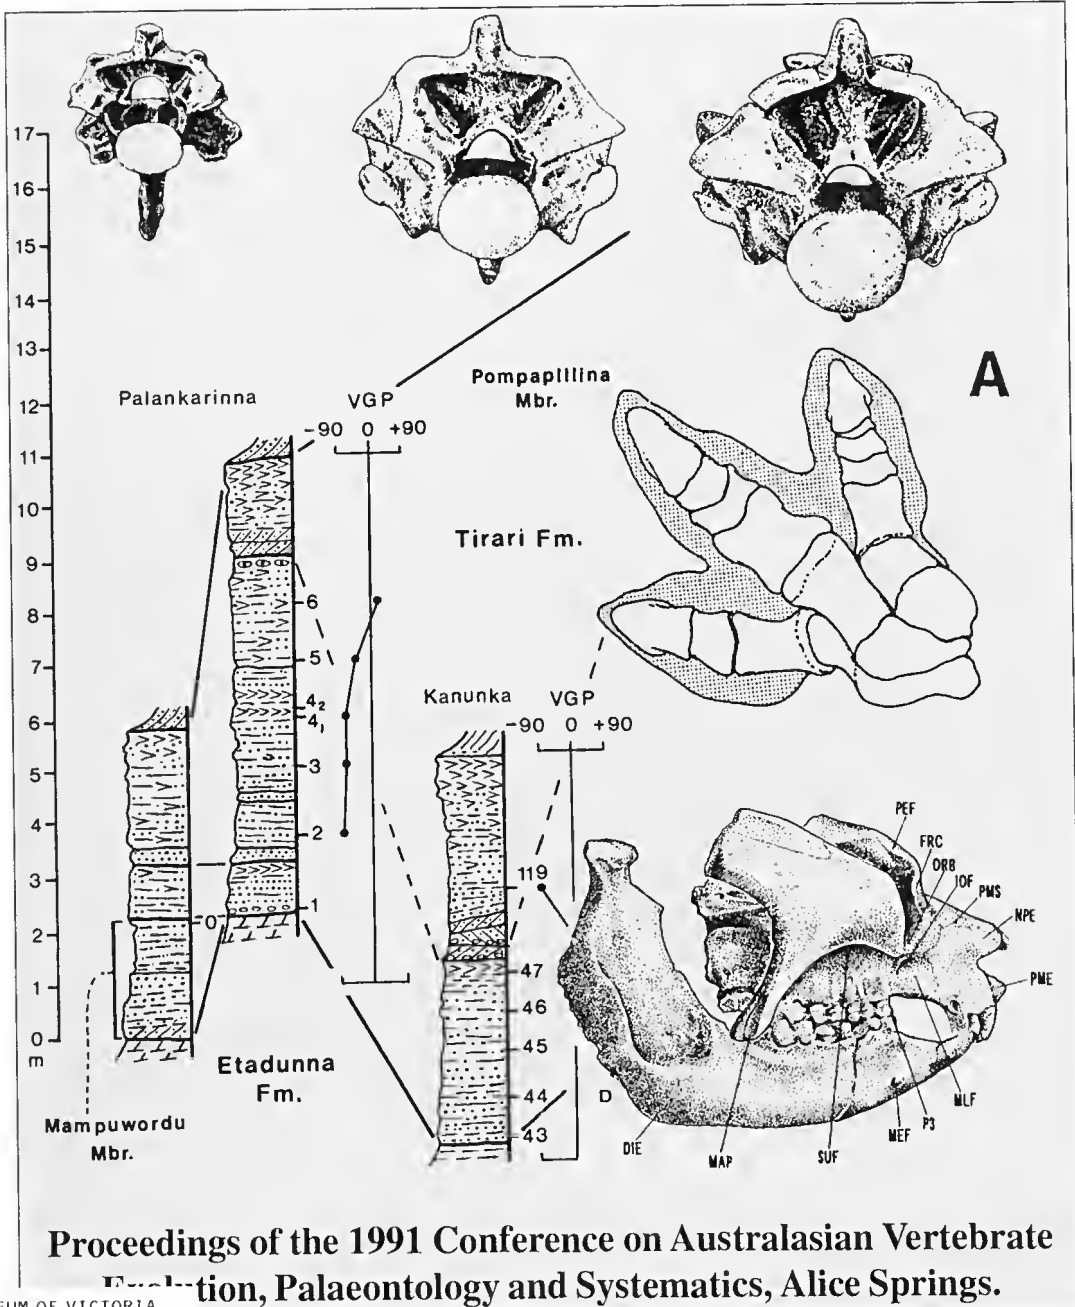 17
16
15
14
13
12
11
10
9
8
7
6
5
4
3
2
1
0
m
Palankarinna
VGP
-90 0 +90
Pompapillina
Mbr.
A
Tirari Fm.
6
5
4₂
4₁
3
2
1
0
Kanunka
VGP
-90 0 +90
119
47
46
45
44
43
Etadunna
Fm.
Mampuwordu
Mbr.
D
PEF
FRC
ORB
IOF
PMS
NPE
PME
MLF
P3
MEF
SUF
MAP
DIE
Proceedings of the 1991 Conference on Australasian Vertebrate
Evolution, Palaeontology and Systematics, Alice Springs.
OF VICTORIA